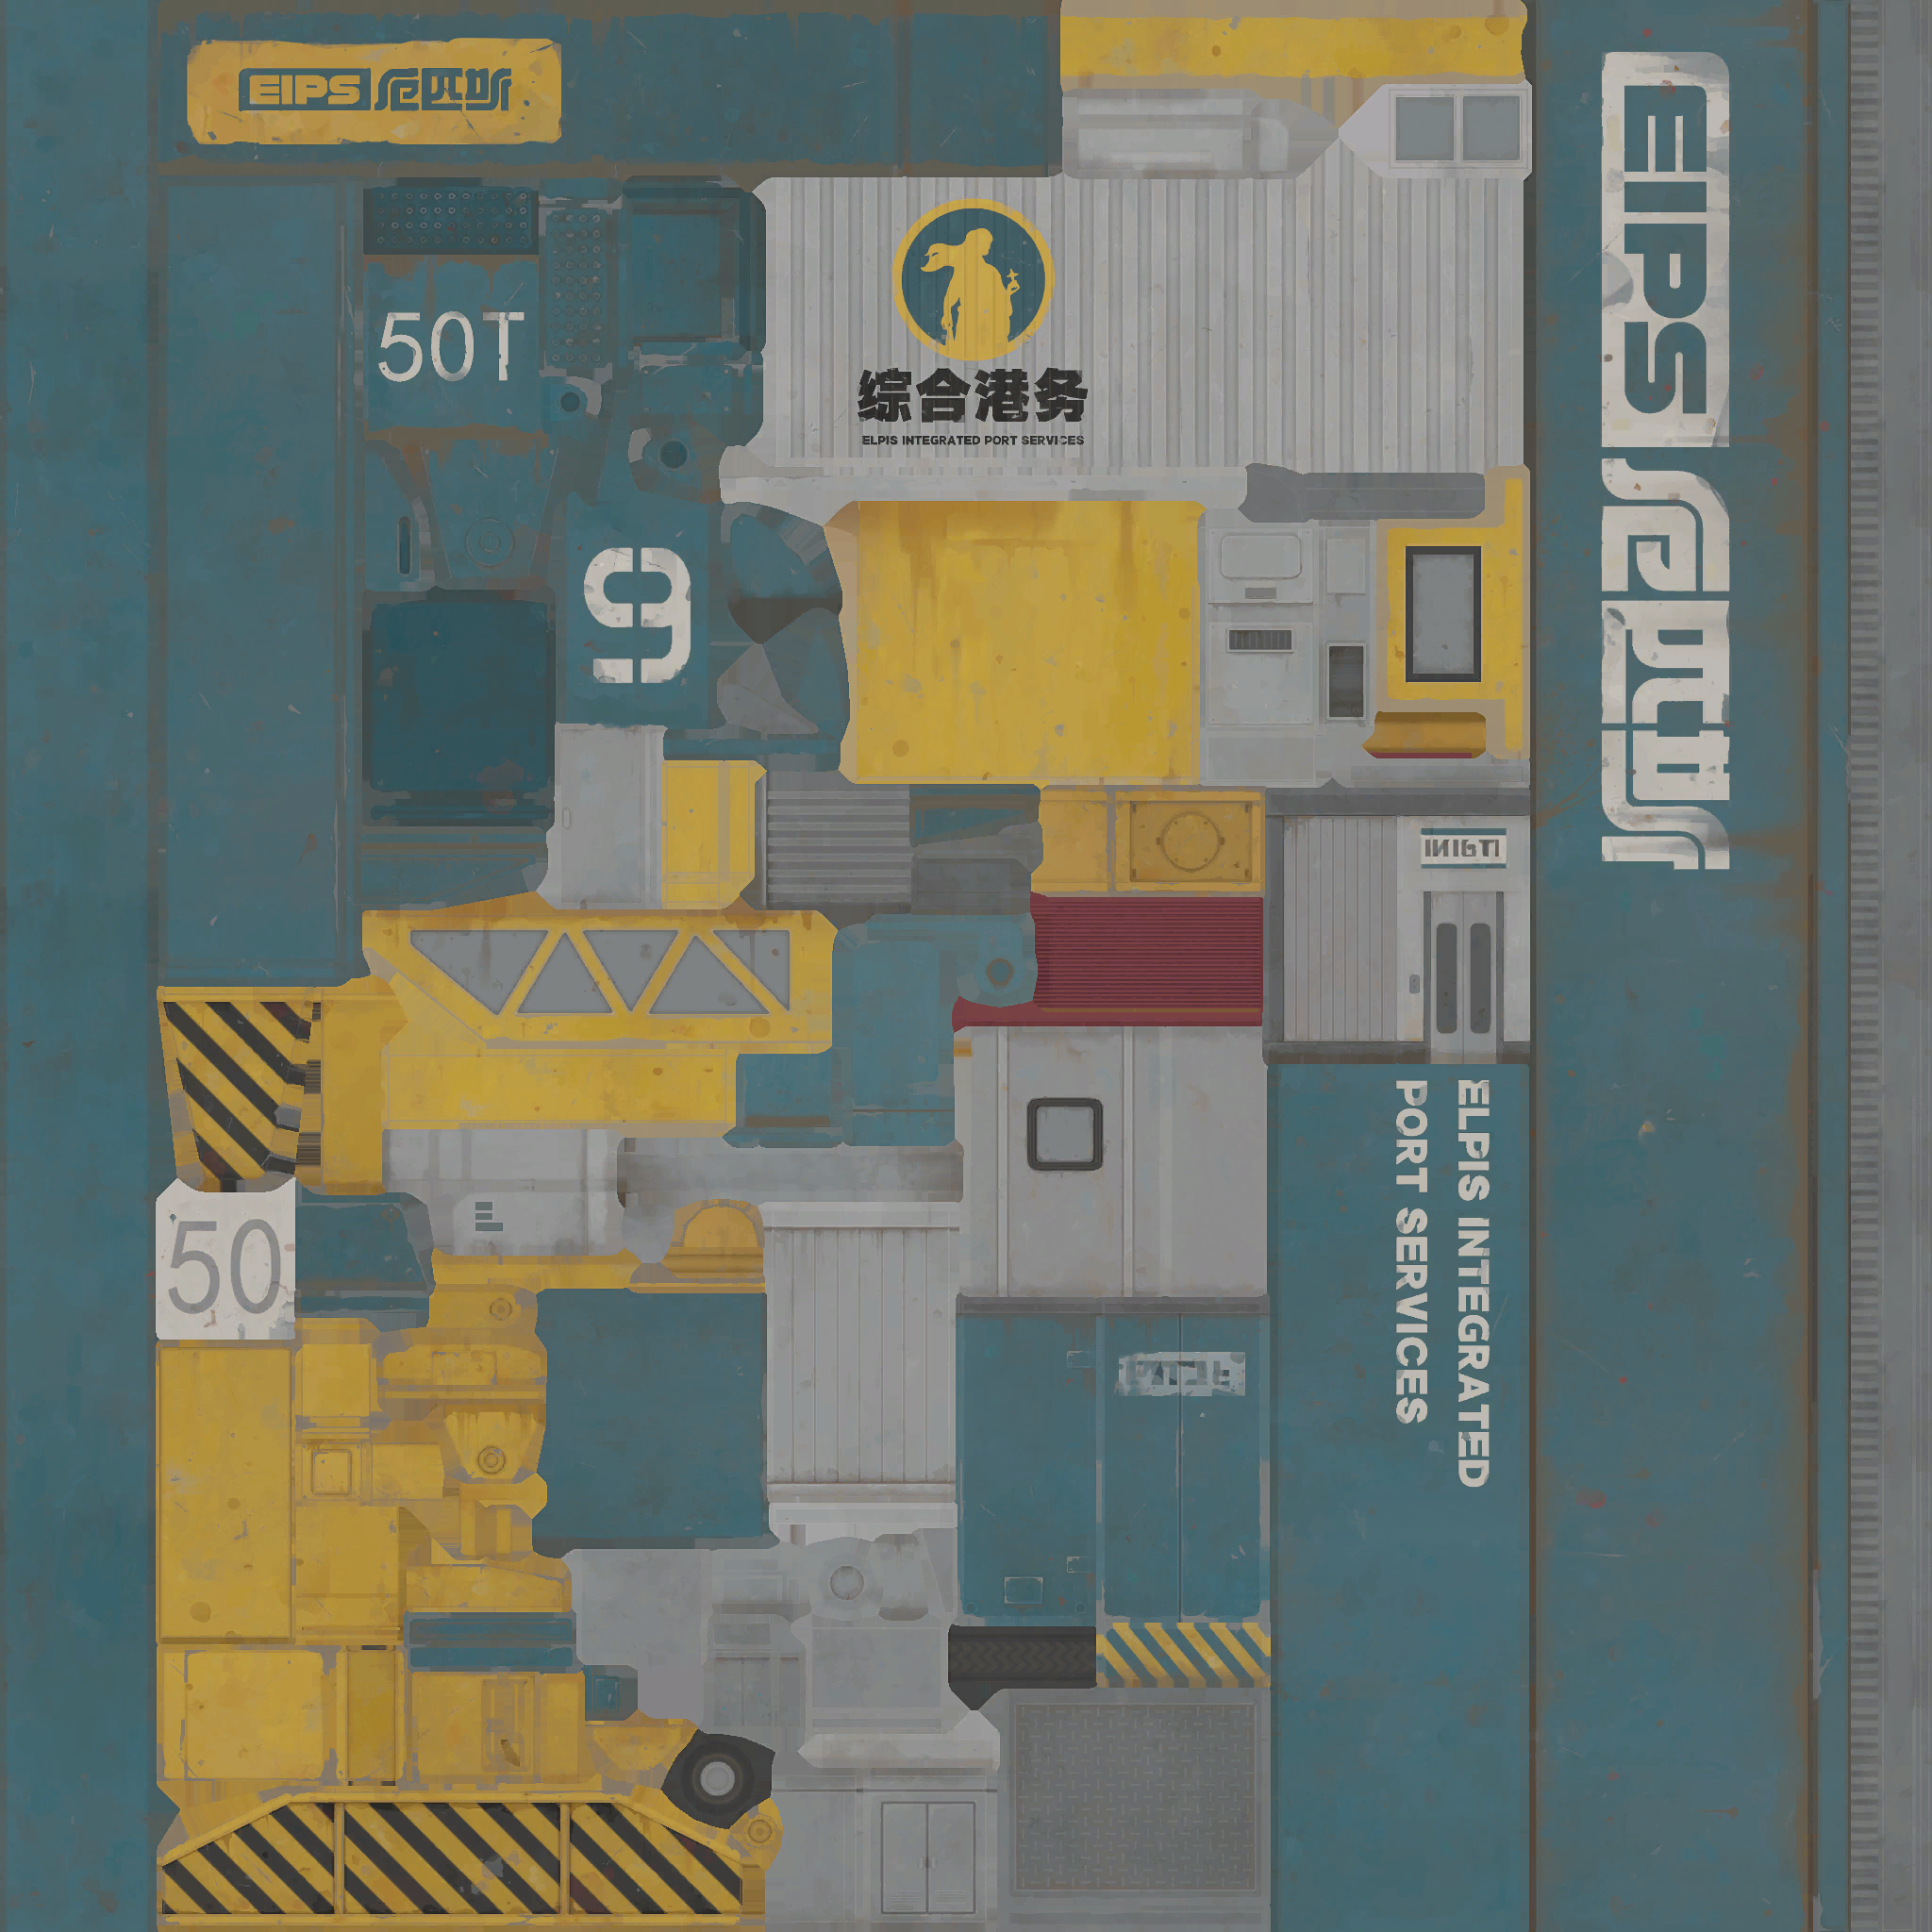 EIPS
50T
综合港务
ELPIS INTEGRATED PORT SERVICES
9
50
ELPIS INTEGRATED
PORT SERVICES
EIPS